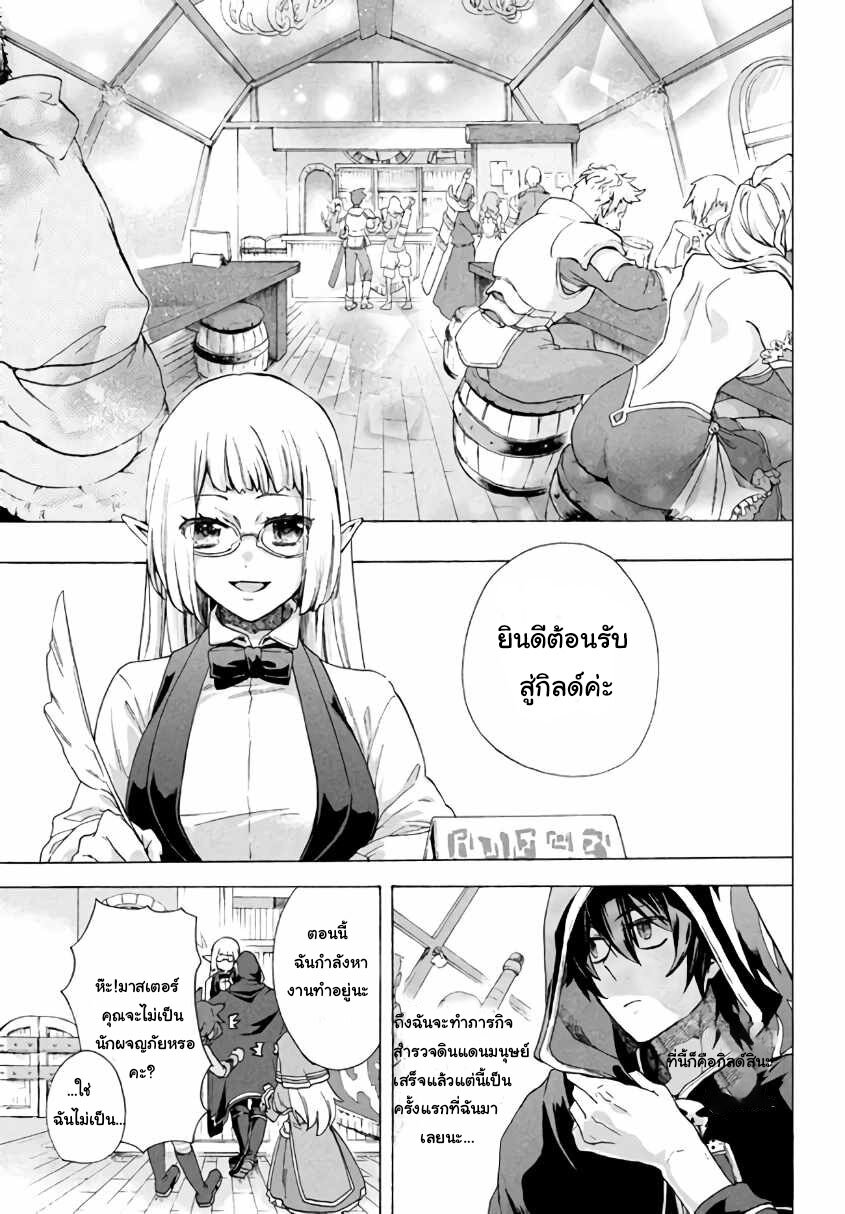 ยินดีต้อนรับ
สู่กิลด์ค่ะ
ที่นี้ก็คือกิลด์สินะ
ถึงฉันจะทำภารกิจ
สำรวจดินแดนมนุษย์
เสร็จแล้วแต่นี้เป็น
ครั้งแรกที่ฉันมา
เลยนะ...
ตอนนี้
ฉันกำลังหา
งานทำอยู่นะ
ห๊ะ!มาสเตอร์
คุณจะไม่เป็น
นักผจญภัยหรอ
คะ?
...ใช่
ฉันไม่เป็น...